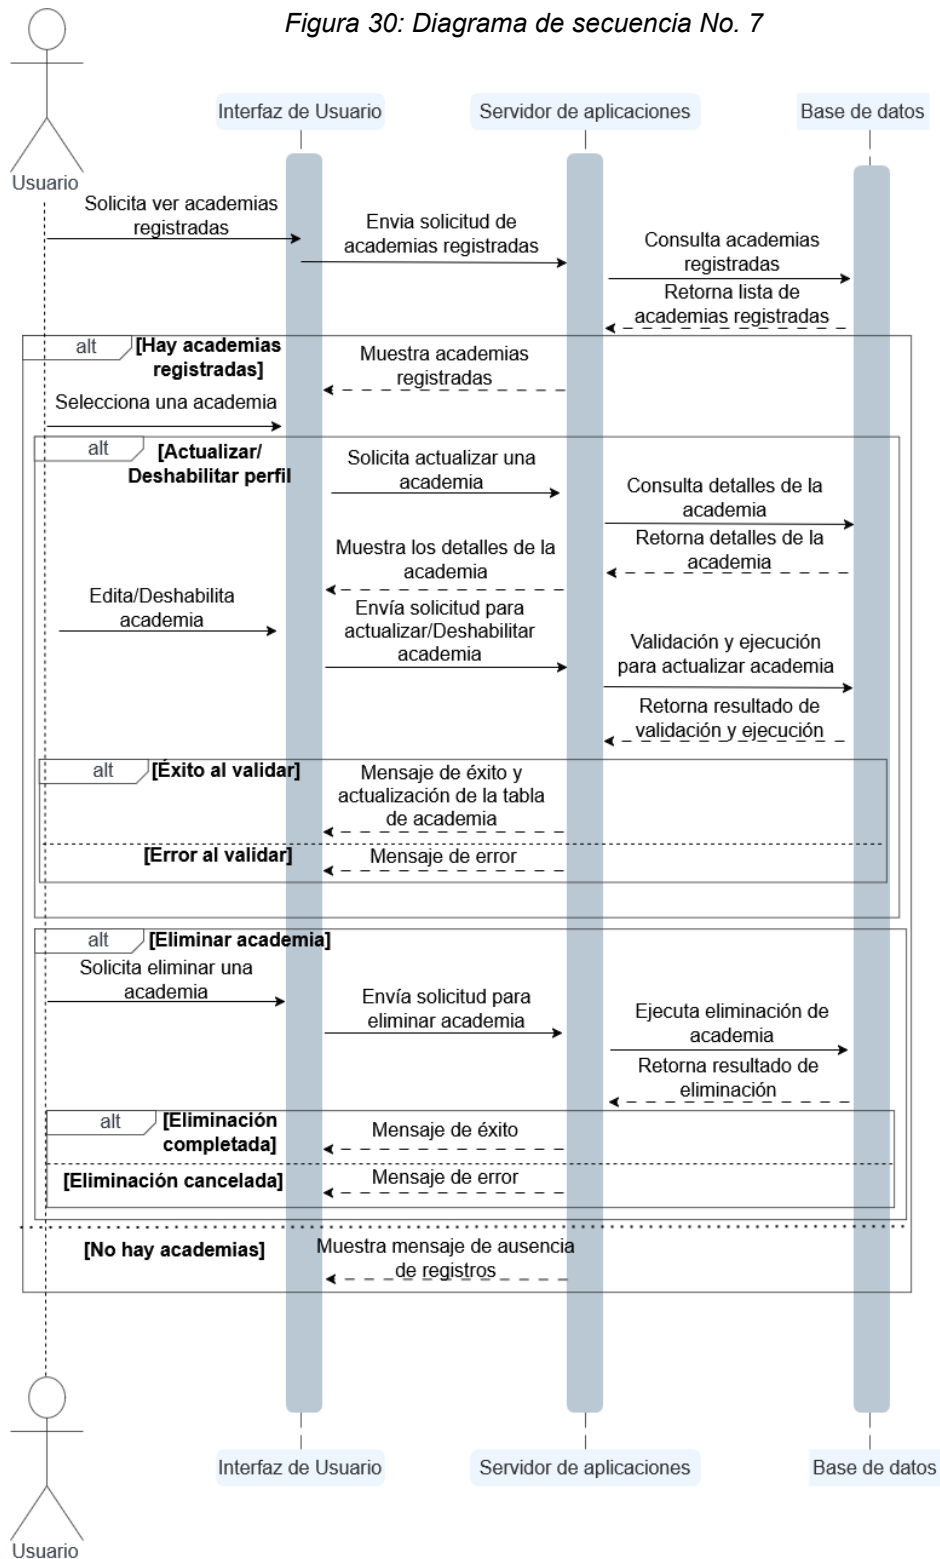 Figura 30: Diagrama de secuencia No. 7
Interfaz de Usuario
Servidor de aplicaciones
Base de datos
Usuario
Solicita ver academias
registradas
Envia solicitud de
academias registradas
Consulta academias
registradas
Retorna lista de
academias registradas
alt
[Hay academias
registradas]
Muestra academias
registradas
Selecciona una academia
alt
[Actualizar/
Deshabilitar perfil
Solicita actualizar una
academia
Consulta detalles de la
academia
Retorna detalles de la
academia
Muestra los detalles de la
academia
Edita/Deshabilita
academia
Envía solicitud para
actualizar/Deshabilitar
academia
Validación y ejecución
para actualizar academia
Retorna resultado de
validación y ejecución
alt
[Éxito al validar]
Mensaje de éxito y
actualización de la tabla
de academia
[Error al validar]
Mensaje de error
alt
[Eliminar academia]
Solicita eliminar una
academia
Envía solicitud para
eliminar academia
Ejecuta eliminación de
academia
Retorna resultado de
eliminación
alt
[Eliminación
completada]
Mensaje de éxito
[Eliminación cancelada]
Mensaje de error
[No hay academias]
Muestra mensaje de ausencia
de registros
Interfaz de Usuario
Servidor de aplicaciones
Base de datos
Usuario